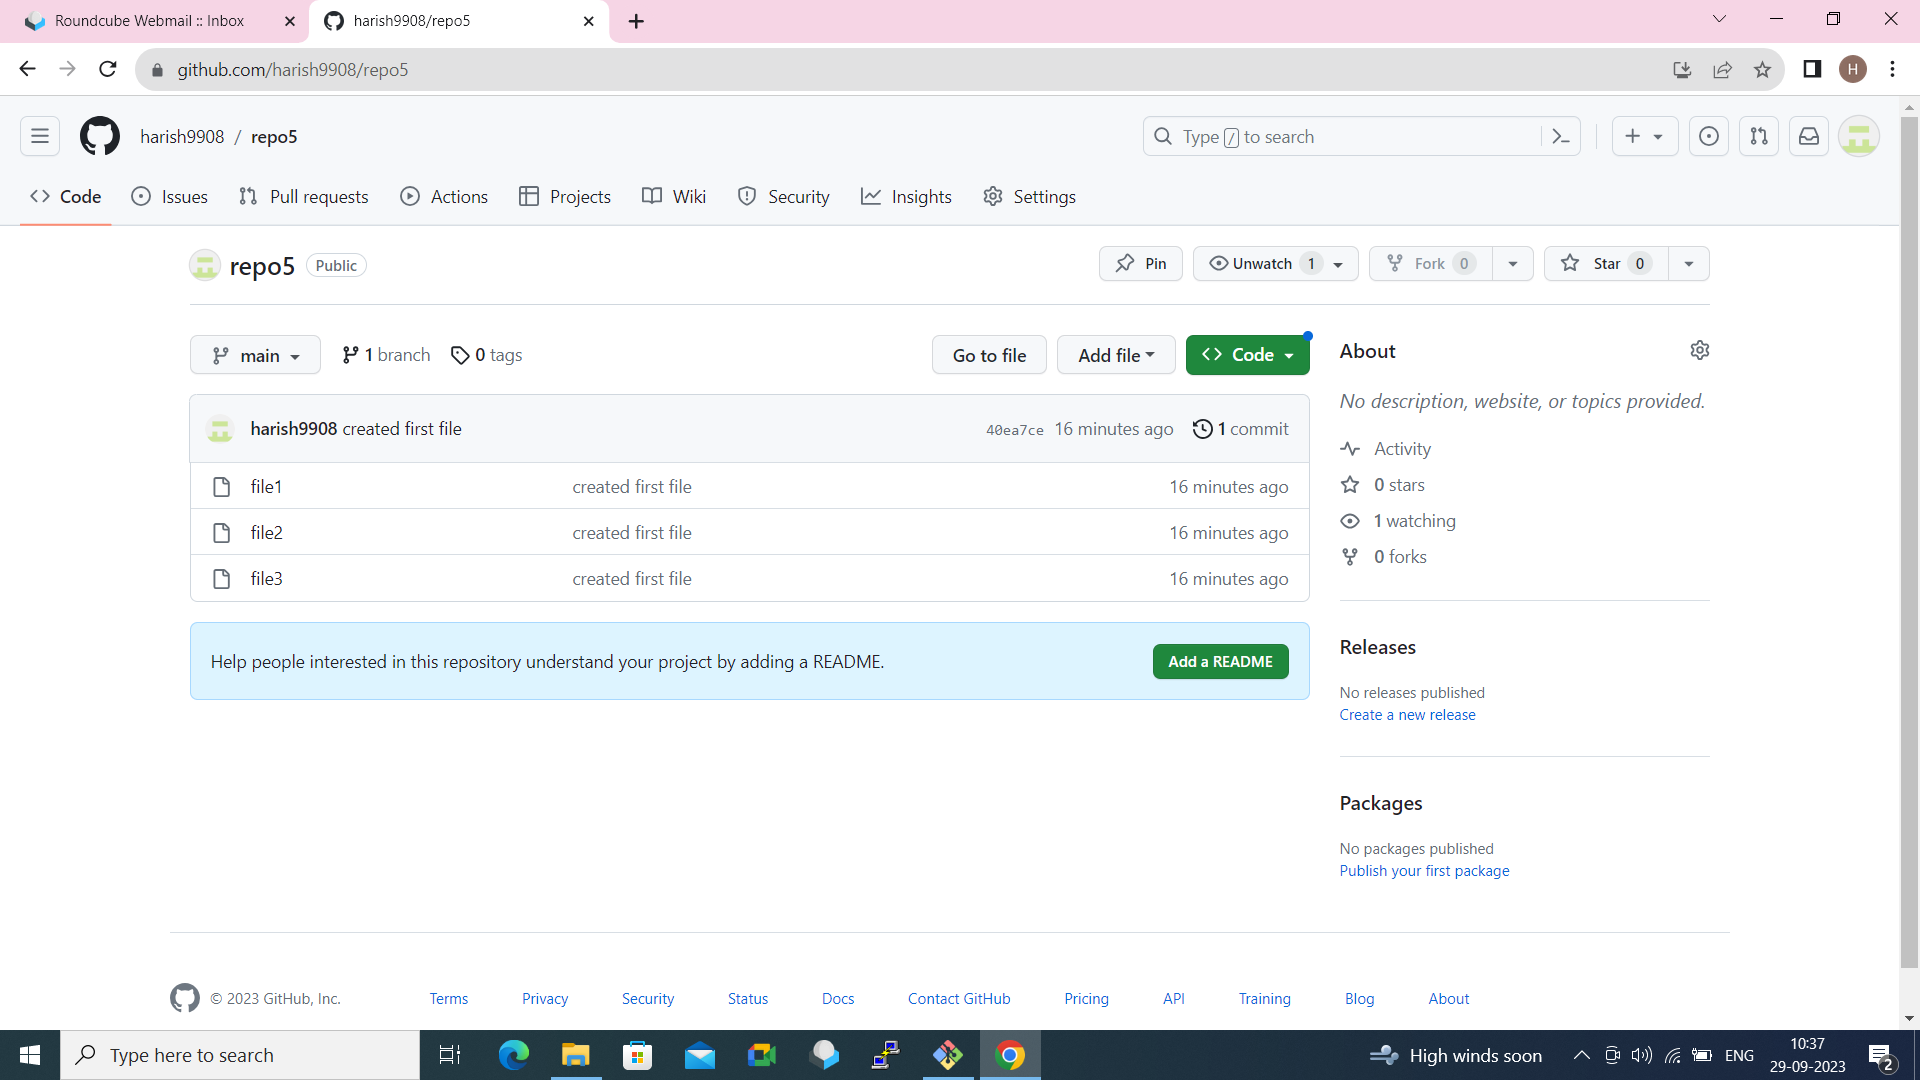 Roundcube Webmail :: Inbox
harish9908/repo5
github.com/harish9908/repo5
H
harish9908 / repo5
Type / to search
Code
Issues
Pull requests
Actions
Projects
Wiki
Security
Insights
Settings
repo5 Public
Pin
Unwatch 1
Fork 0
Star 0
main
1 branch
0 tags
Go to file
Add file
Code
harish9908 created first file
40ea7ce 16 minutes ago
1 commit
file1 created first file 16 minutes ago
file2 created first file 16 minutes ago
file3 created first file 16 minutes ago
Help people interested in this repository understand your project by adding a README.
Add a README
About
No description, website, or topics provided.
Activity
0 stars
1 watching
0 forks
Releases
No releases published
Create a new release
Packages
No packages published
Publish your first package
© 2023 GitHub, Inc.
Terms
Privacy
Security
Status
Docs
Contact GitHub
Pricing
API
Training
Blog
About
Type here to search
High winds soon
ENG
10:37
29-09-2023
2